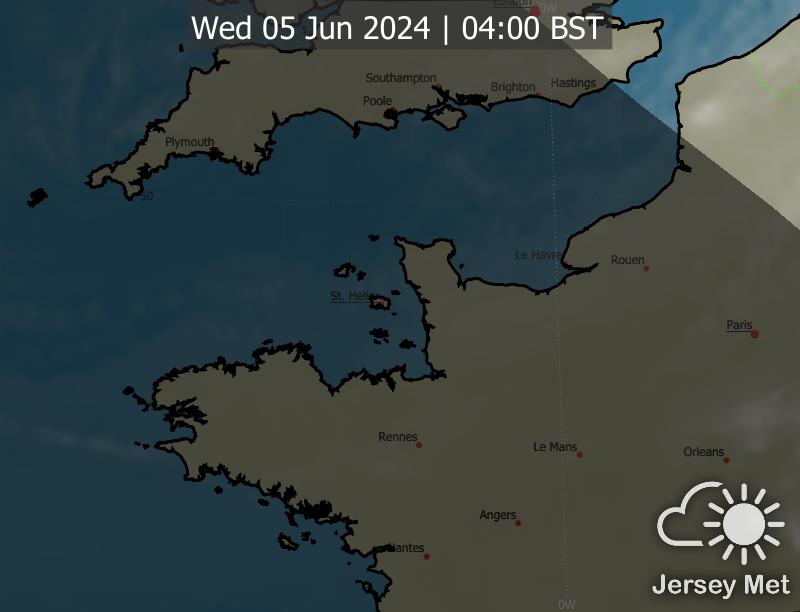 London
0W
Wed 05 Jun 2024 | 04:00 BST
Southampton
Brighton
Hastings
Poole
Plymouth
50
Le Havre
Rouen
St. Helier
Paris
Rennes
Le Mans
Orleans
Angers
Nantes
Jersey Met
0W